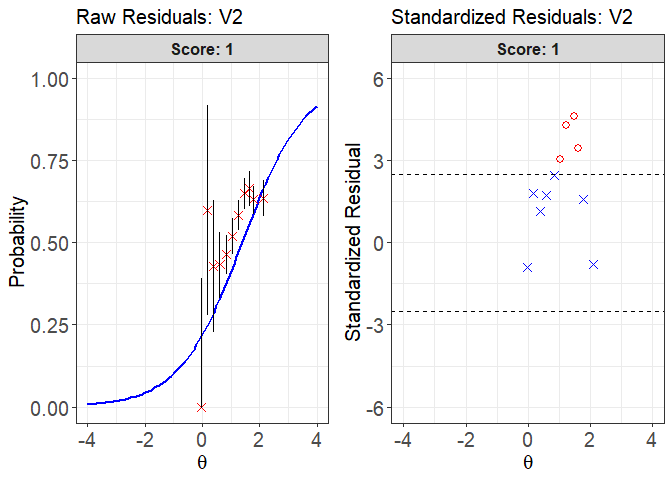 Raw Residuals: V2
Score: 1
1.00
0.75
0.50
0.25
0.00
Probability
-4
-2
0
2
4
θ
Standardized Residuals: V2
Score: 1
6
3
0
-3
-6
Standardized Residual
-4
-2
0
2
4
θ